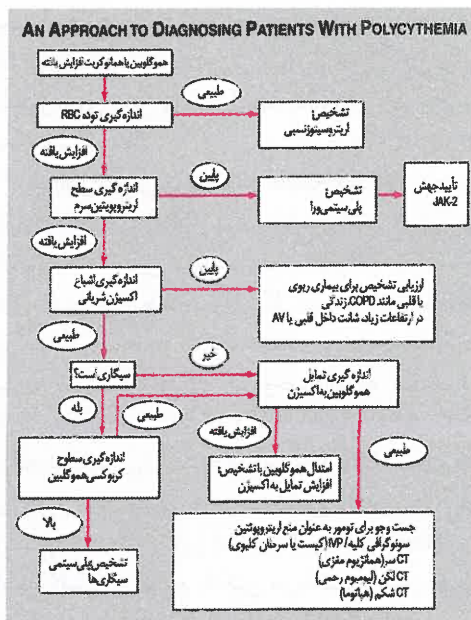 AN APPROACH TO DIAGNOSING PATIENTS WITH POLYCYTHEMIA
هموگلوبین یا هماتوکریت افزایش یافته
اندازه گیری توده RBC
طبیعی
تشخیص:
اریتروسیتوز نسبی
افزایش یافته
اندازه گیری سطح
اریتروپویتین سرم
پایین
تشخیص:
پلی سیتمی ورا
تأیید جهش
JAK-2
افزایش یافته
اندازه گیری اشباع
اکسیژن شریانی
پایین
ارزیابی تشخیص برای بیماری ریوی
یا قلبی مانند COPD، زندگی
در ارتفاعات زیاد، شانت داخل قلبی یا AV
طبیعی
سیگاری است؟
خیر
اندازه گیری تمایل
هموگلوبین به اکسیژن
بله
طبیعی
اندازه گیری سطوح
کربوکسی هموگلبین
افزایش یافته
امتدال هموگلوبین با تشخیص:
افزایش تمایل به اکسیژن
طبیعی
بالا
تشخیص: پلی سیتمی
سیگاری ها
جست و جو برای تومور به عنوان منبع اریتروپوئتین
سونوگرافی کلیه/ IVP (کیست یا سرطان کلیوی)
CT سر (همانژیوم مغزی)
CT لگن (لیومیوم رحمی)
CT شکم (هپاتوما)